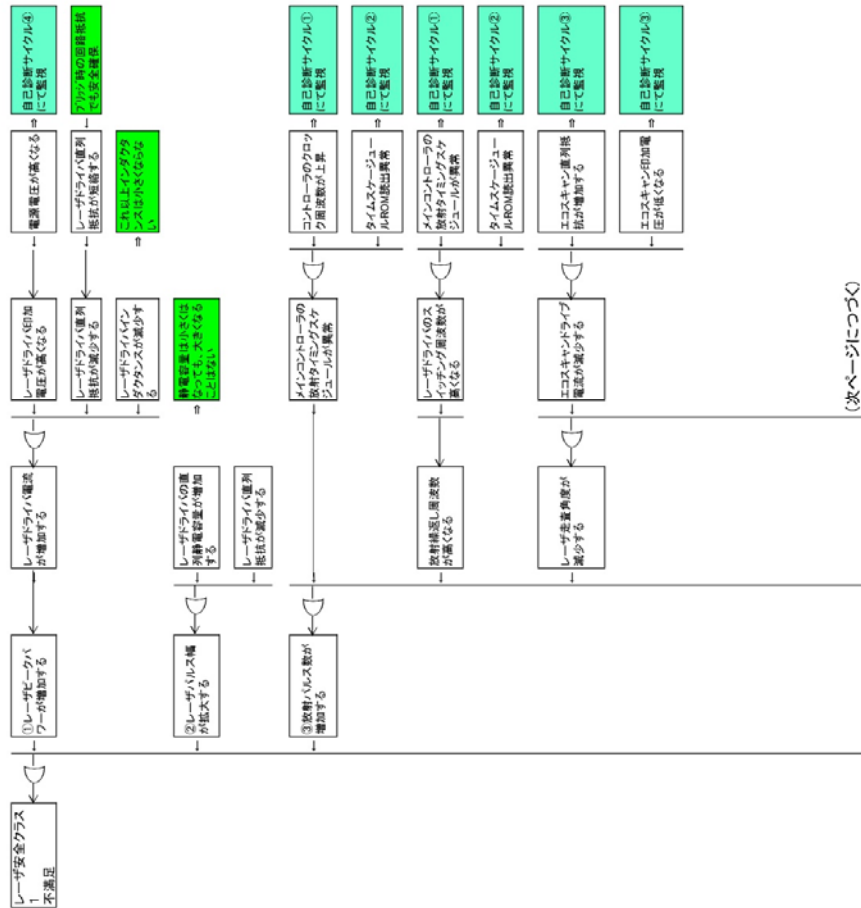 レーザ安全クラス
1
不満足
①レーザピークパ
ワーが増加する
レーザドライバ電流
が増加する
レーザドライバ印加
電圧が高くなる
電源電圧が高くなる
自己診断サイクル④
にて監視
レーザドライバ直列
抵抗が減少する
レーザドライバ直列
抵抗が短絡する
ブリッジ時の回路抵抗
でも安全確保
レーザドライバイン
ダクタンスが減少す
る
これ以上インダクタ
ンスは小さくならな
い
②レーザパルス幅
が拡大する
レーザドライバの直
列静電容量が増加
する
静電容量は小さくは
なっても、大きくなる
ことはない
レーザドライバ直列
抵抗が減少する
③放射パルス数が
増加する
メインコントローラの
放射タイミングスケ
ジュールが異常
コントローラのクロッ
ク周波数が上昇
自己診断サイクル①
にて監視
タイムスケージュー
ルROM読出異常
自己診断サイクル②
にて監視
放射繰返し周波数
が高くなる
レーザドライバのス
イッチング周波数が
高くなる
メインコントローラの
放射タイミングスケ
ジュールが異常
自己診断サイクル①
にて監視
タイムスケージュー
ルROM読出異常
自己診断サイクル②
にて監視
レーザ走査角度が
減少する
エコスキャンドライブ
電流が減少する
エコスキャン直列抵
抗が増加する
自己診断サイクル③
にて監視
エコスキャン印加電
圧が低くなる
自己診断サイクル③
にて監視
(次ページにつづく)